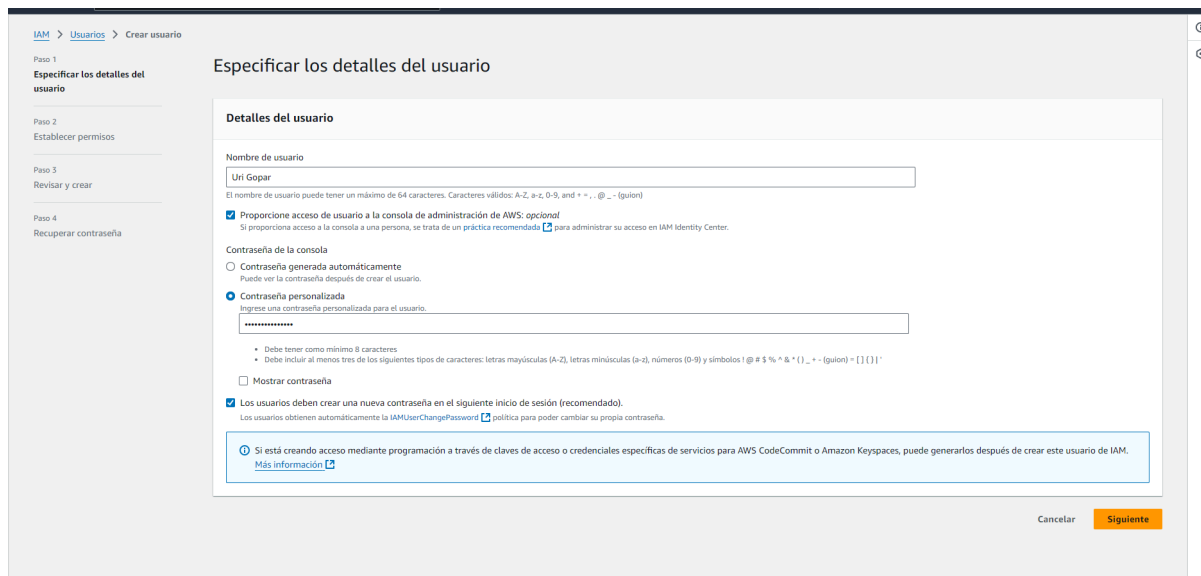 IAM > Usuarios > Crear usuario
Paso 1
Especificar los detalles del
usuario
Paso 2
Establecer permisos
Paso 3
Revisar y crear
Paso 4
Recuperar contraseña
Especificar los detalles del usuario
Detalles del usuario
Nombre de usuario
Uri Gopar
El nombre de usuario puede tener un máximo de 64 caracteres. Caracteres válidos: A-Z, a-z, 0-9, and + = , . @ _ - (guion)
Proporcione acceso de usuario a la consola de administración de AWS: opcional
Si proporciona acceso a la consola a una persona, se trata de un práctica recomendada para administrar su acceso en IAM Identity Center.
Contraseña de la consola
Contraseña generada automáticamente
Puede ver la contraseña después de crear el usuario.
Contraseña personalizada
Ingrese una contraseña personalizada para el usuario.
•••••••••••••••
• Debe tener como mínimo 8 caracteres
• Debe incluir al menos tres de los siguientes tipos de caracteres: letras mayúsculas (A-Z), letras minúsculas (a-z), números (0-9) y símbolos ! @ # $ % ^ & * ( ) _ + - (guion) = [ ] { } | '
Mostrar contraseña
Los usuarios deben crear una nueva contraseña en el siguiente inicio de sesión (recomendado).
Los usuarios obtienen automáticamente la IAMUserChangePassword política para poder cambiar su propia contraseña.
Si está creando acceso mediante programación a través de claves de acceso o credenciales específicas de servicios para AWS CodeCommit o Amazon Keyspaces, puede generarlos después de crear este usuario de IAM.
Más información
Cancelar
Siguiente